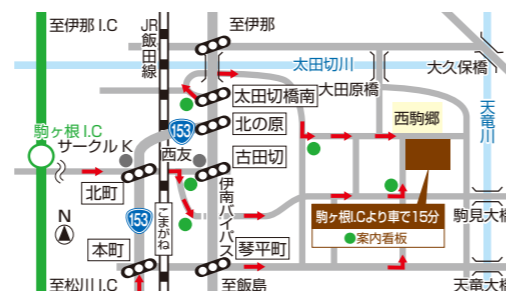 至伊那I.C
JR飯田線
至伊那
太田切川
大田原橋
大久保橋
天竜川
太田切橋南
西駒郷
駒ヶ根I.C
サークルK
153
北の原
西友
古田切
北町
N
153
こまがね
伊南バイパス
駒ヶ根I.Cより車で15分
案内看板
駒見大橋
本町
琴平町
至松川I.C
至飯島
天竜大橋